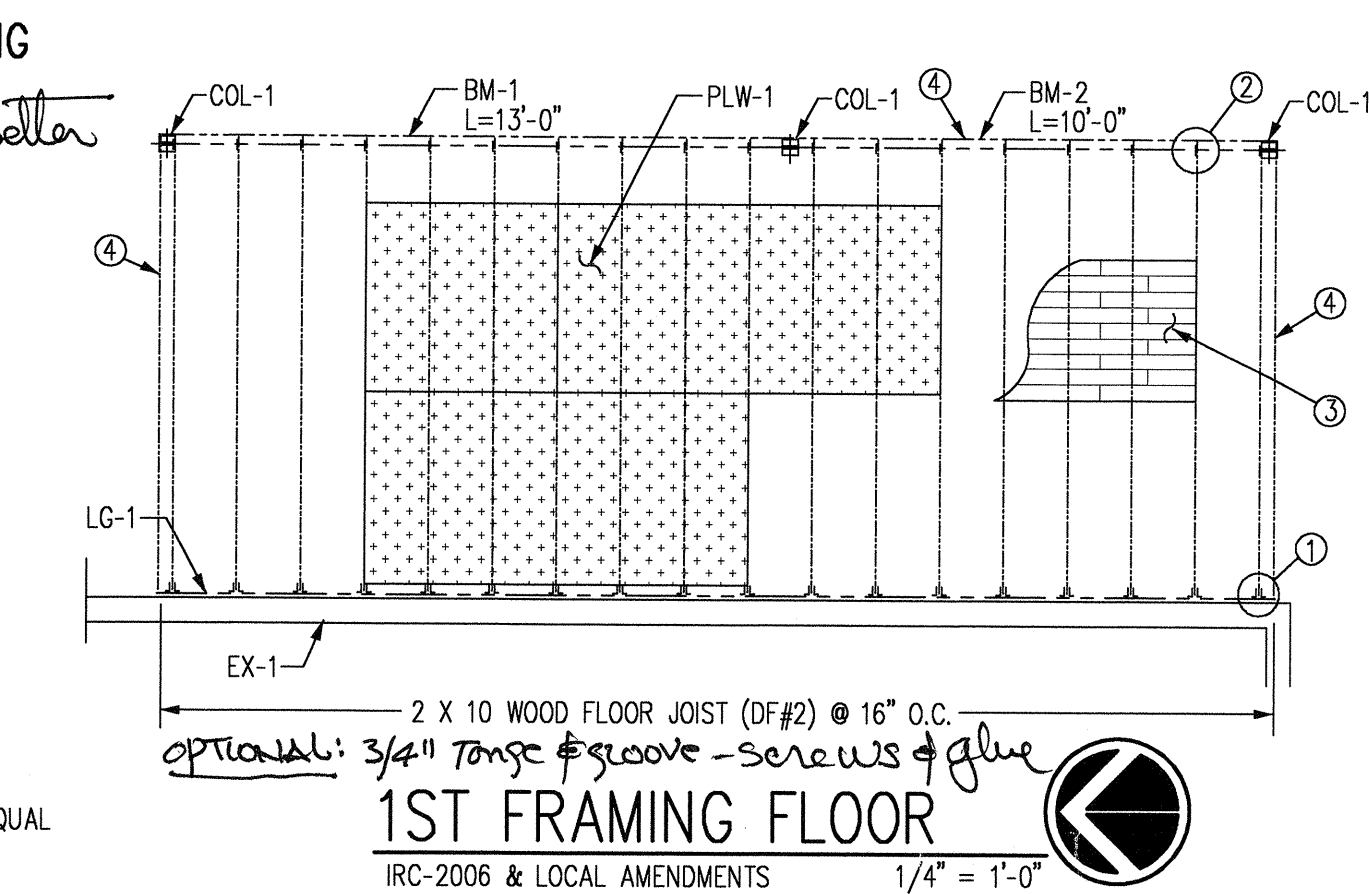 COL-1
BM-1
L=13'-0"
PLW-1
COL-1
4
BM-2
L=10'-0"
2
COL-1
4
4
3
LG-1
1
EX-1
2 X 10 WOOD FLOOR JOIST (DF#2) @ 16" O.C.
OPTIONAL: 3/4" Tonge & groove - screws & glue
1ST FRAMING FLOOR
IRC-2006 & LOCAL AMENDMENTS 1/4" = 1'-0"